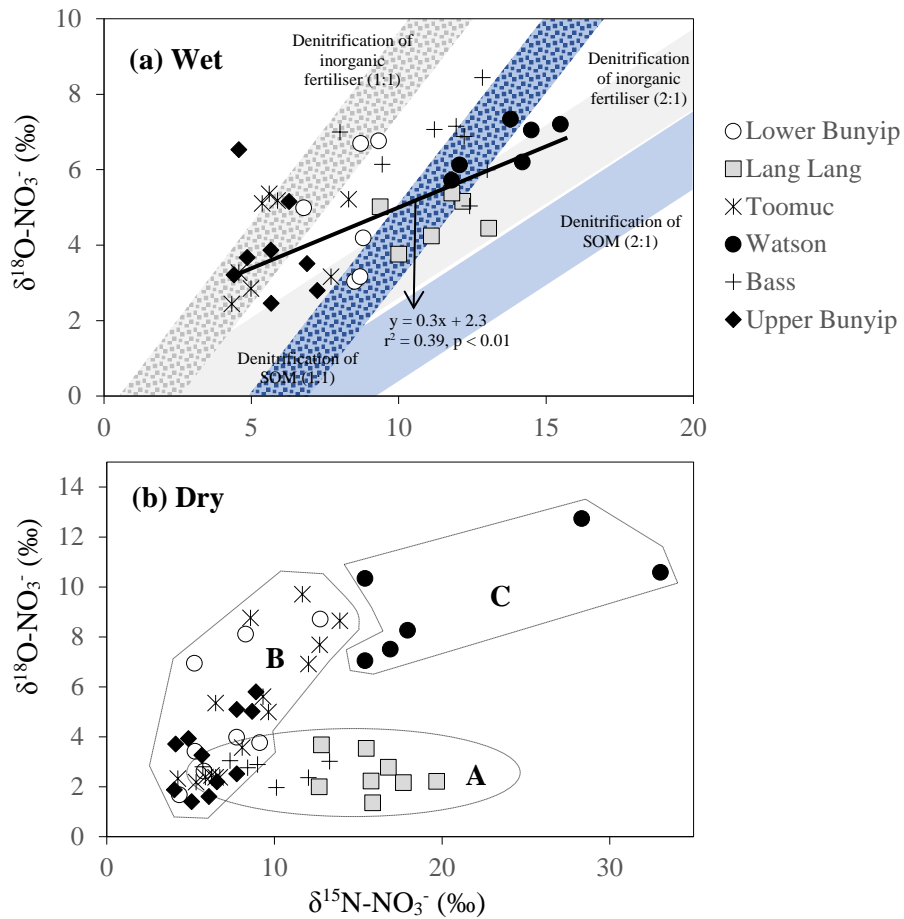 (a) Wet
Denitrification of
inorganic
fertiliser (1:1)
Denitrification
of inorganic
fertiliser (2:1)
Denitrification of
SOM (2:1)
y = 0.3x + 2.3
r² = 0.39, p < 0.01
Denitrification of
SOM (1:1)
δ¹⁸O-NO₃⁻ (‰)
10
8
6
4
2
0
0 5 10 15 20
Lower Bunyip
Lang Lang
Toomuc
Watson
Bass
Upper Bunyip
(b) Dry
δ¹⁸O-NO₃⁻ (‰)
14
12
10
8
6
4
2
0
C
B
A
0 10 20 30
δ¹⁵N-NO₃⁻ (‰)